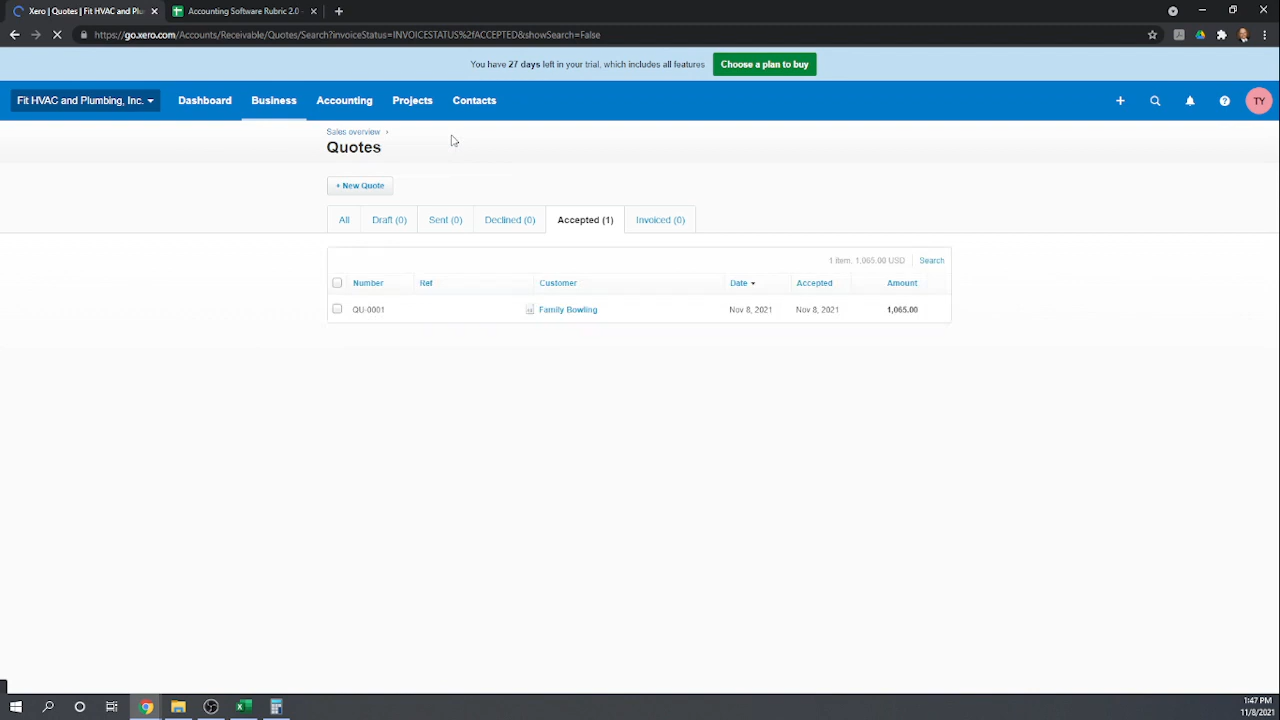 Xero | Quotes | Fit HVAC and Plu
Accounting Software Rubric 2.0 -
https://go.xero.com/Accounts/Receivable/Quotes/Search?invoiceStatus=INVOICESTATUS%2fACCEPTED&showSearch=False
You have 27 days left in your trial, which includes all features
Choose a plan to buy
Fit HVAC and Plumbing, Inc.
Dashboard
Business
Accounting
Projects
Contacts
TY
Sales overview ›
Quotes
+ New Quote
All
Draft (0)
Sent (0)
Declined (0)
Accepted (1)
Invoiced (0)
1 item, 1,065.00 USD
Search
Number
Ref
Customer
Date
Accepted
Amount
QU-0001
Family Bowling
Nov 8, 2021
Nov 8, 2021
1,065.00
1:47 PM
11/8/2021